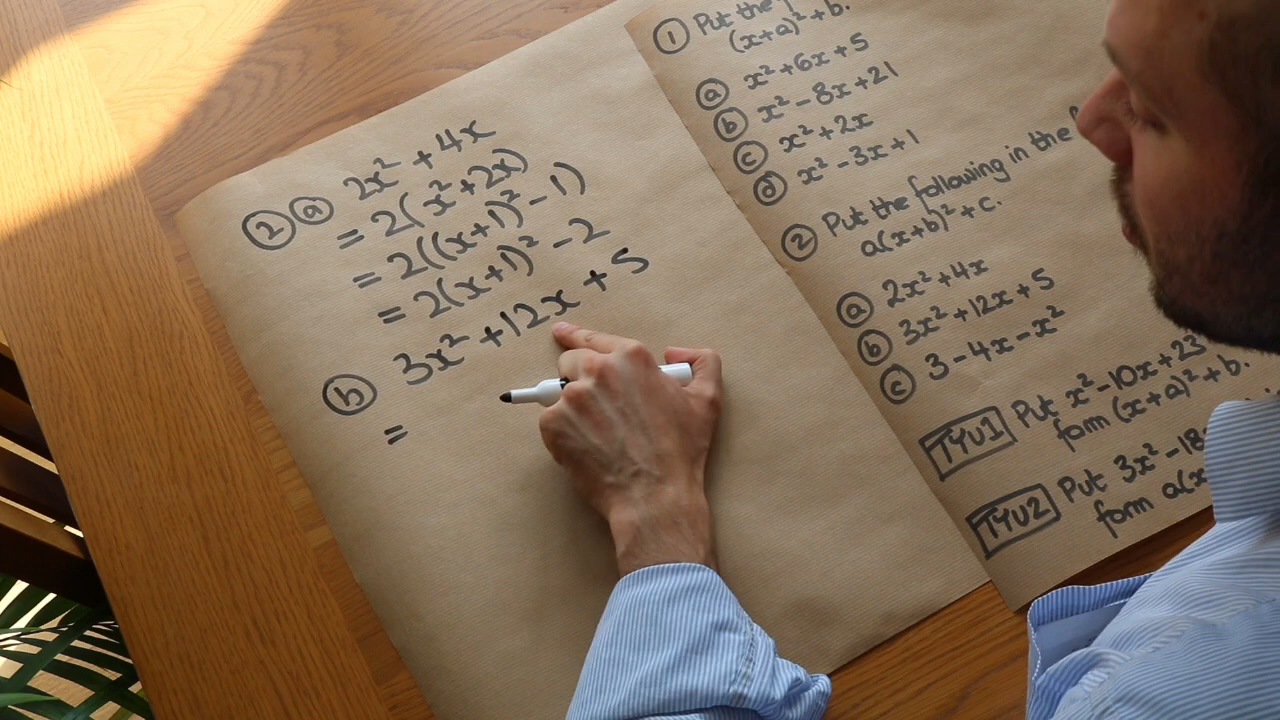 ② ⓐ 2x² + 4x
= 2(x² + 2x)
= 2((x+1)² - 1)
= 2(x+1)² - 2
ⓑ 3x² + 12x + 5
=
① Put the
(x+a)² + b.
ⓐ x² + 6x + 5
ⓑ x² - 8x + 21
ⓒ x² + 2x
ⓓ x² - 3x + 1
② Put the following in the
a(x+b)² + c.
ⓐ 2x² + 4x
ⓑ 3x² + 12x + 5
ⓒ 3 - 4x - x²
TYU1 Put x² - 10x + 23
form (x+a)² + b.
TYU2 Put 3x² - 18
form a(x